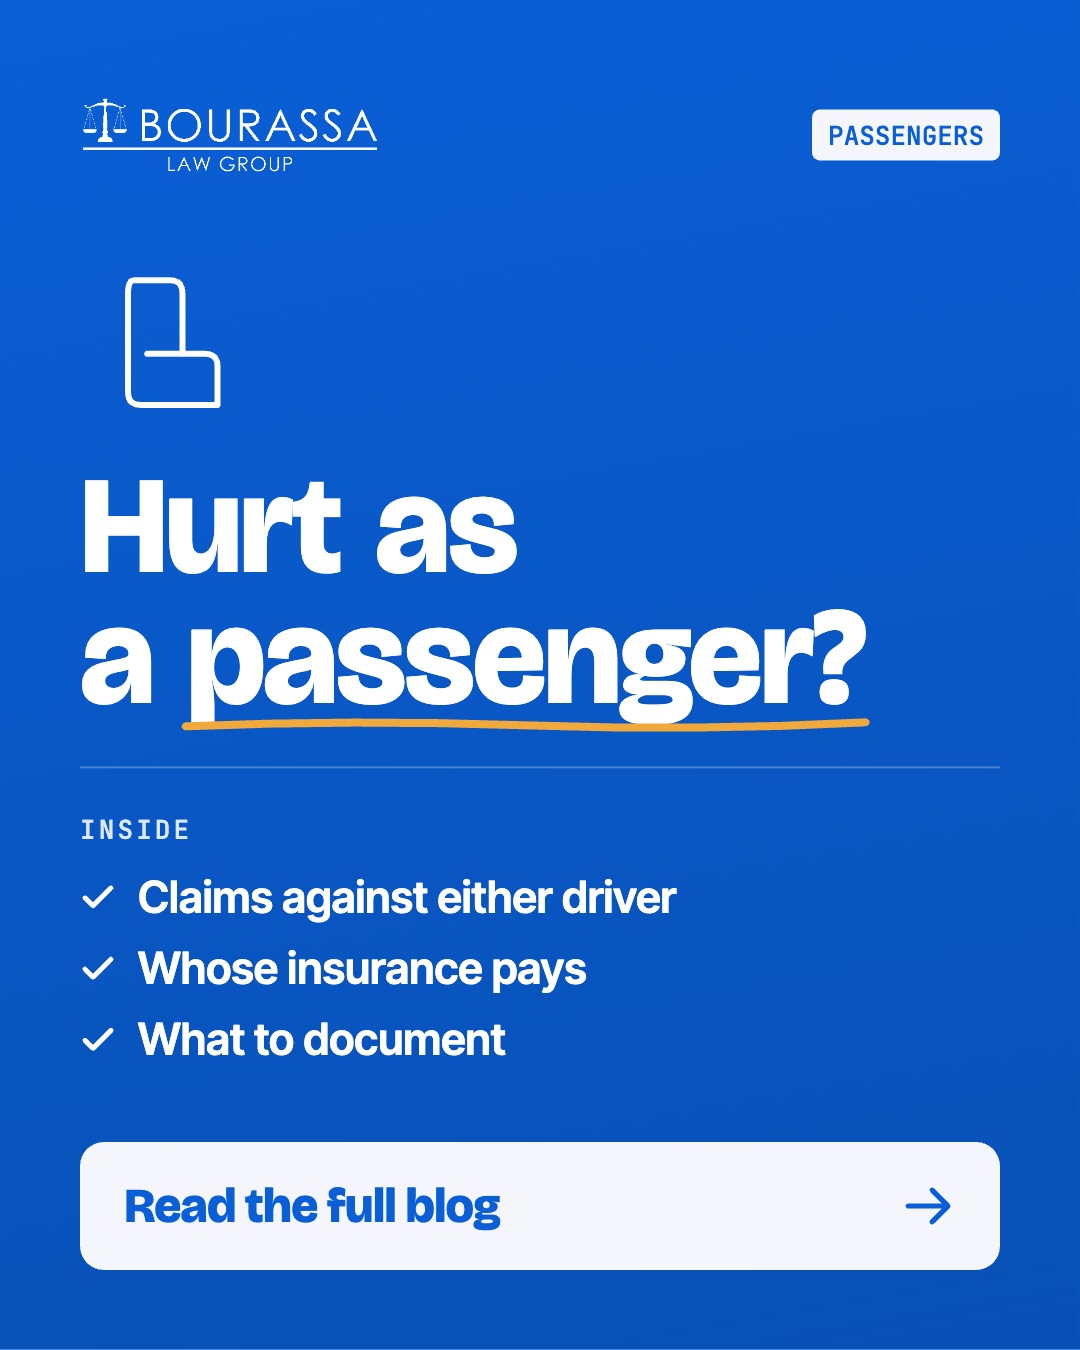 BOURASSA
LAW GROUP
PASSENGERS
Hurt as
a passenger?
INSIDE
Claims against either driver
Whose insurance pays
What to document
Read the full blog